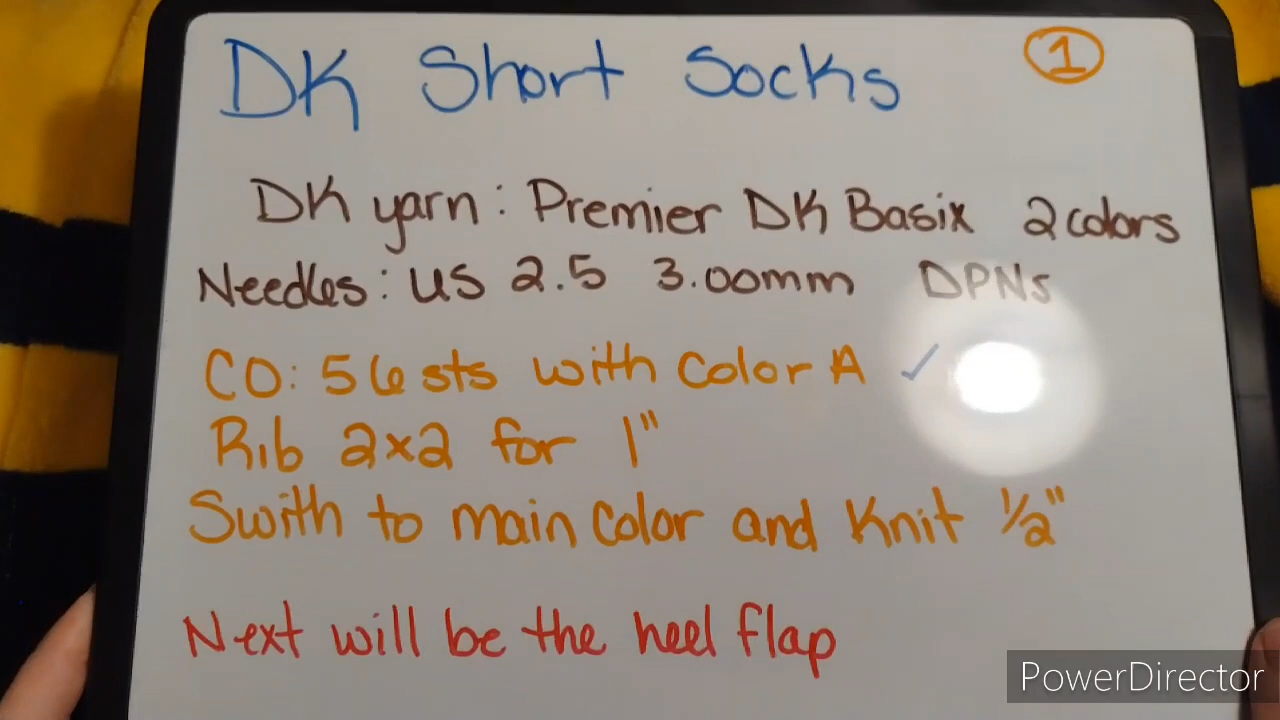 DK Short Socks 1
DK yarn: Premier DK Basix 2 colors
Needles: US 2.5 3.00mm DPNs
CO: 56 sts with Color A ✓
Rib 2x2 for 1"
Swith to main Color and Knit 1/2"
Next will be the heel flap
PowerDirector